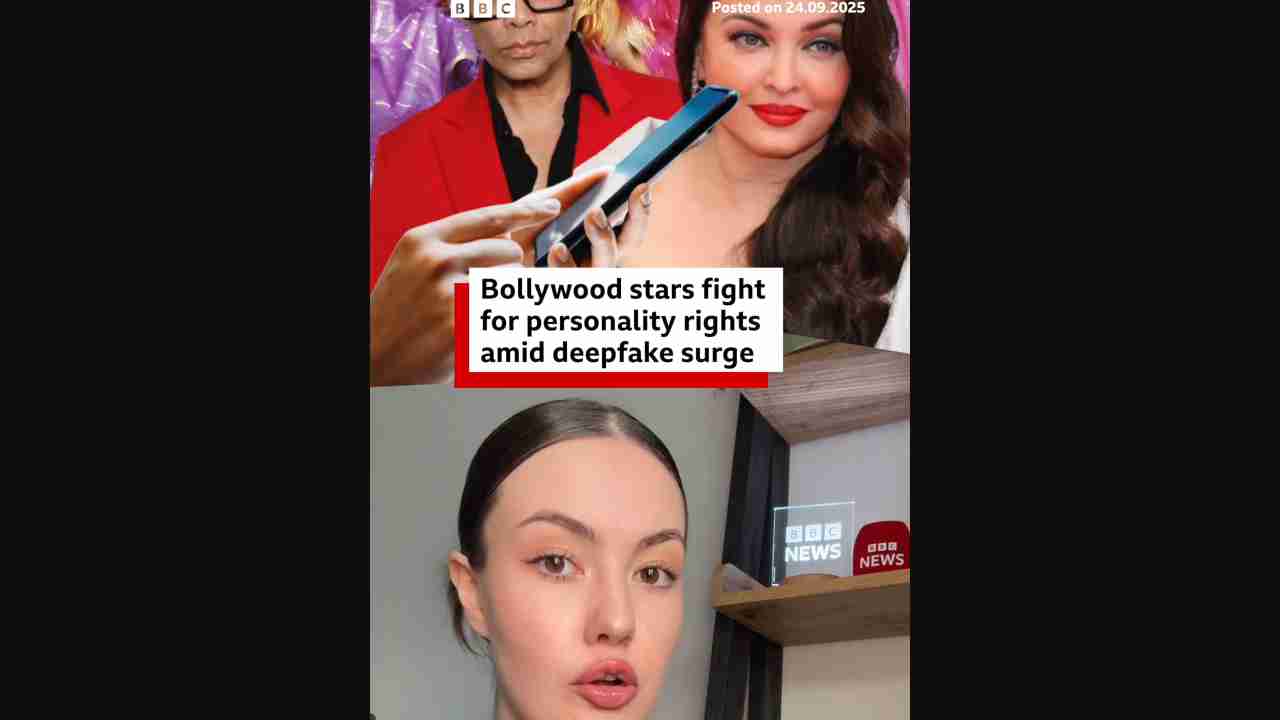 BBC
Posted on 24.09.2025
Bollywood stars fight
for personality rights
amid deepfake surge
BBC
NEWS
BBC
NEWS